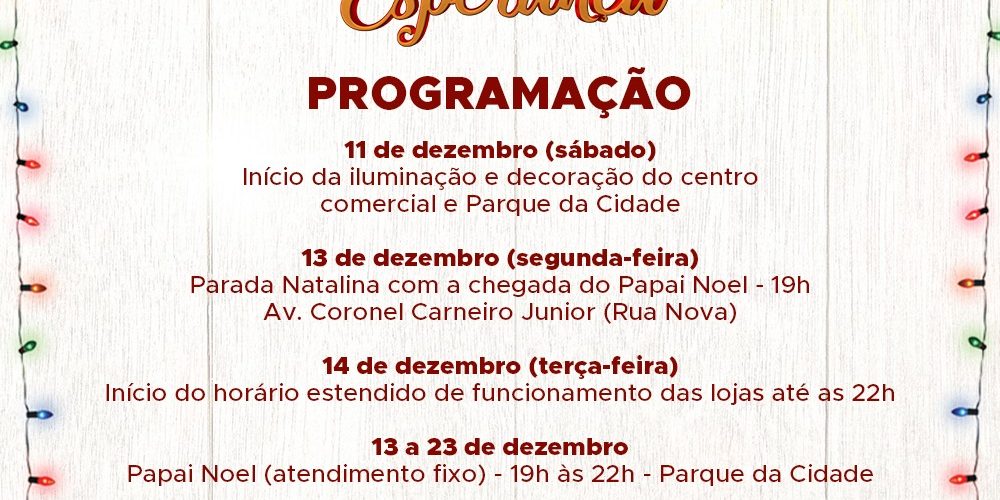 Esperança
PROGRAMAÇÃO
11 de dezembro (sábado)
Início da iluminação e decoração do centro
comercial e Parque da Cidade
13 de dezembro (segunda-feira)
Parada Natalina com a chegada do Papai Noel - 19h
Av. Coronel Carneiro Junior (Rua Nova)
14 de dezembro (terça-feira)
Início do horário estendido de funcionamento das lojas até as 22h
13 a 23 de dezembro
Papai Noel (atendimento fixo) - 19h às 22h - Parque da Cidade